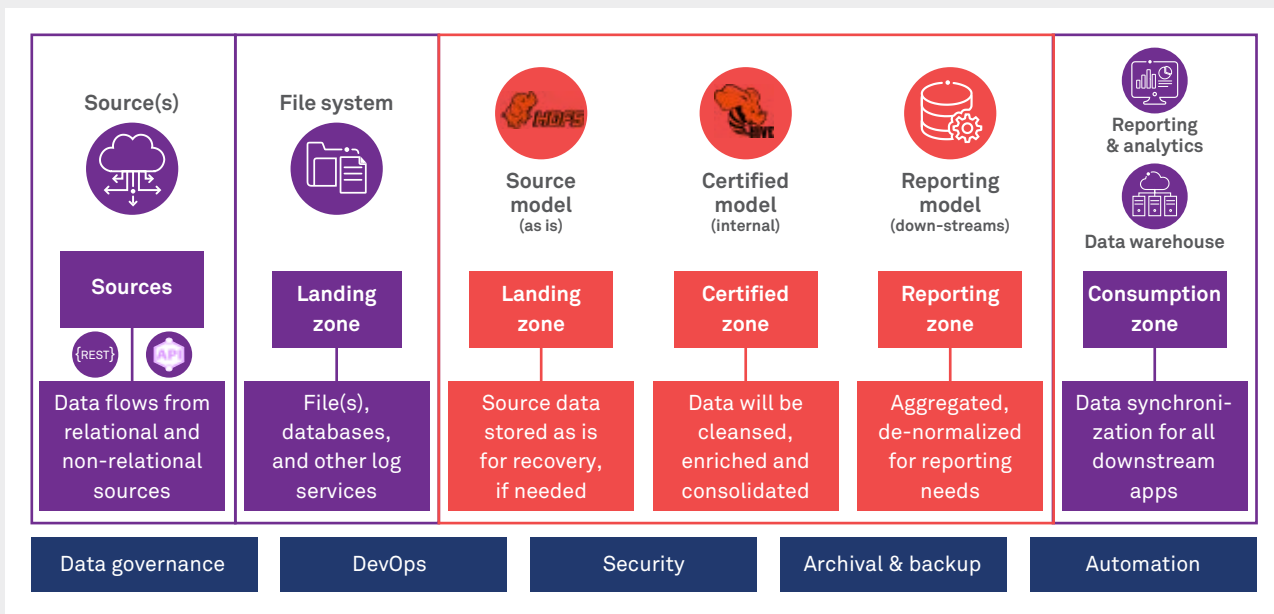 Source(s)
{REST}
API
Sources
Data flows from
relational and
non-relational
sources
File system
Landing
zone
File(s),
databases,
and other log
services
HDFS
Source
model
(as is)
Landing
zone
Source data
stored as is
for recovery,
if needed
Certified
model
(internal)
Certified
zone
Data will be
cleansed,
enriched and
consolidated
Reporting
model
(down-streams)
Reporting
zone
Aggregated,
de-normalized
for reporting
needs
Reporting
& analytics
Data warehouse
Consumption
zone
Data synchroni-
zation for all
downstream
apps
Data governance
DevOps
Security
Archival & backup
Automation